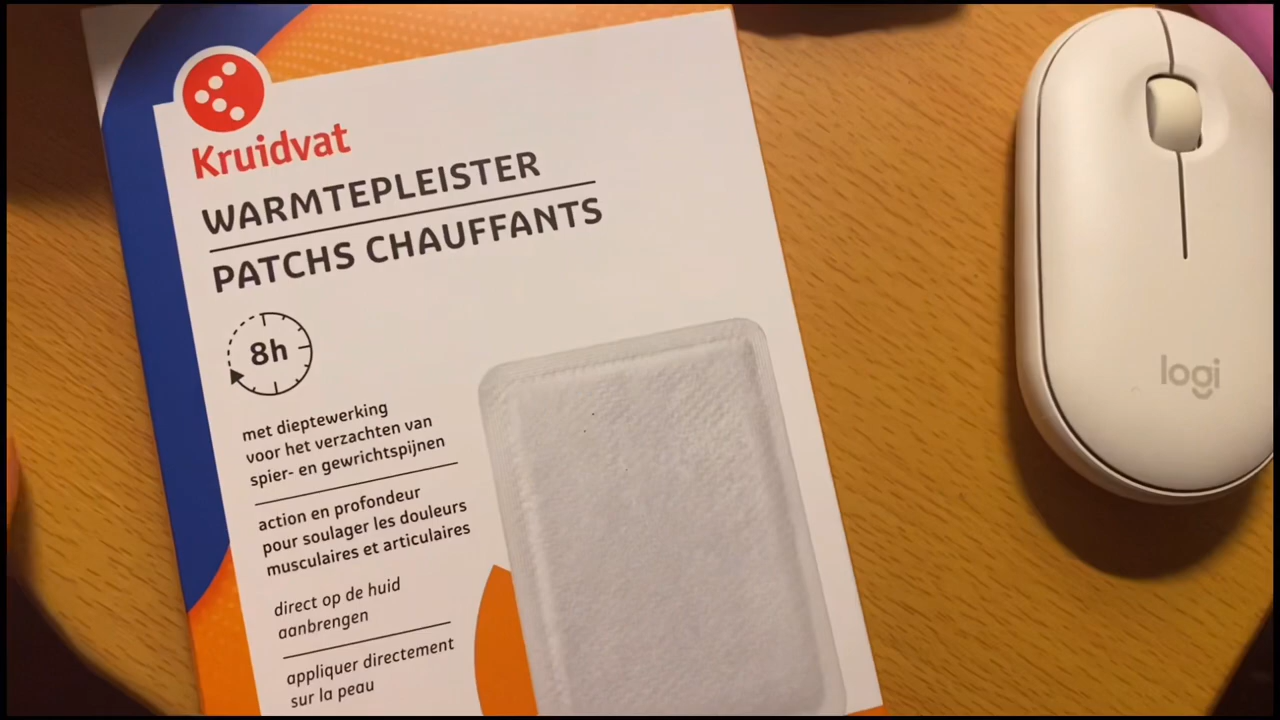 Kruidvat
WARMTEPLEISTER
PATCHS CHAUFFANTS
8h
met dieptewerking
voor het verzachten van
spier- en gewrichtspijnen
action en profondeur
pour soulager les douleurs
musculaires et articulaires
direct op de huid
aanbrengen
appliquer directement
sur la peau
logi